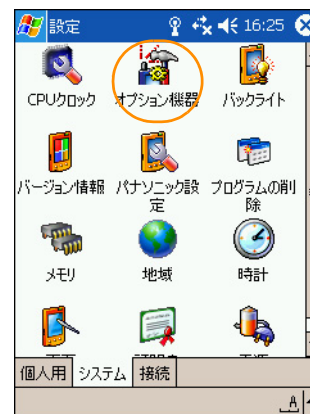 設定 16:25
CPUクロック オプション機器 バックライト
バージョン情報 パナソニック設定 プログラムの削除
メモリ 地域 時計
個人用 システム 接続
A